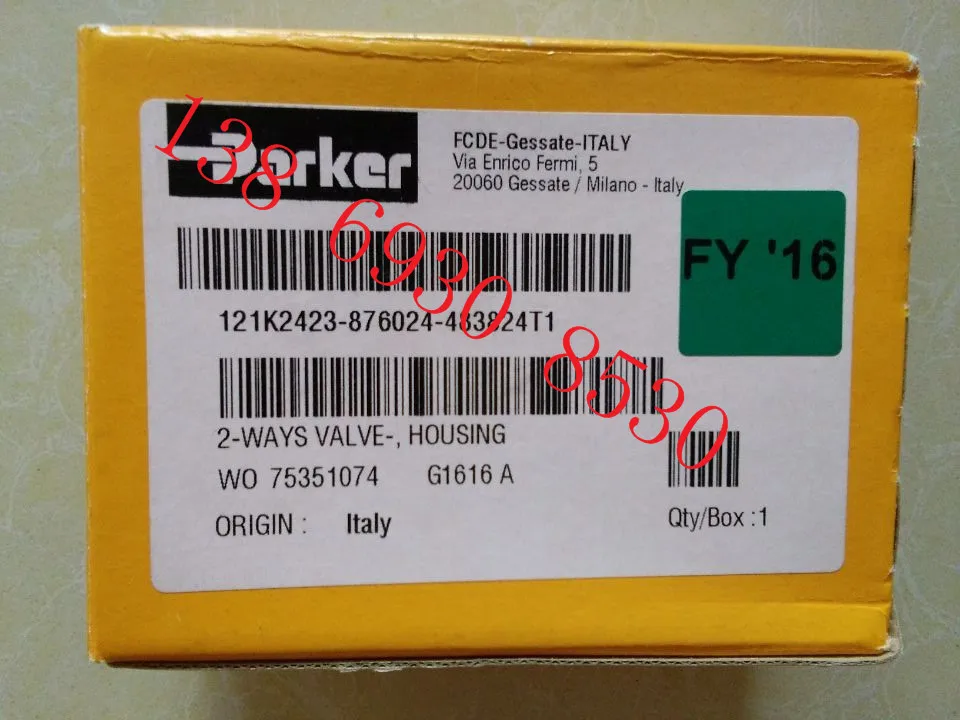 Parker
FCDE-Gessate-ITALY
Via Enrico Fermi, 5
20060 Gessate / Milano - Italy
FY '16
121K2423-876024-483824T1
2-WAYS VALVE-, HOUSING
WO 75351074 G1616 A
ORIGIN : Italy
Qty/Box :1
138 6930 8530